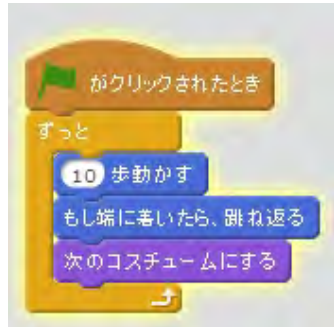 がクリックされたとき
ずっと
10 歩動かす
もし端に着いたら、跳ね返る
次のコスチュームにする